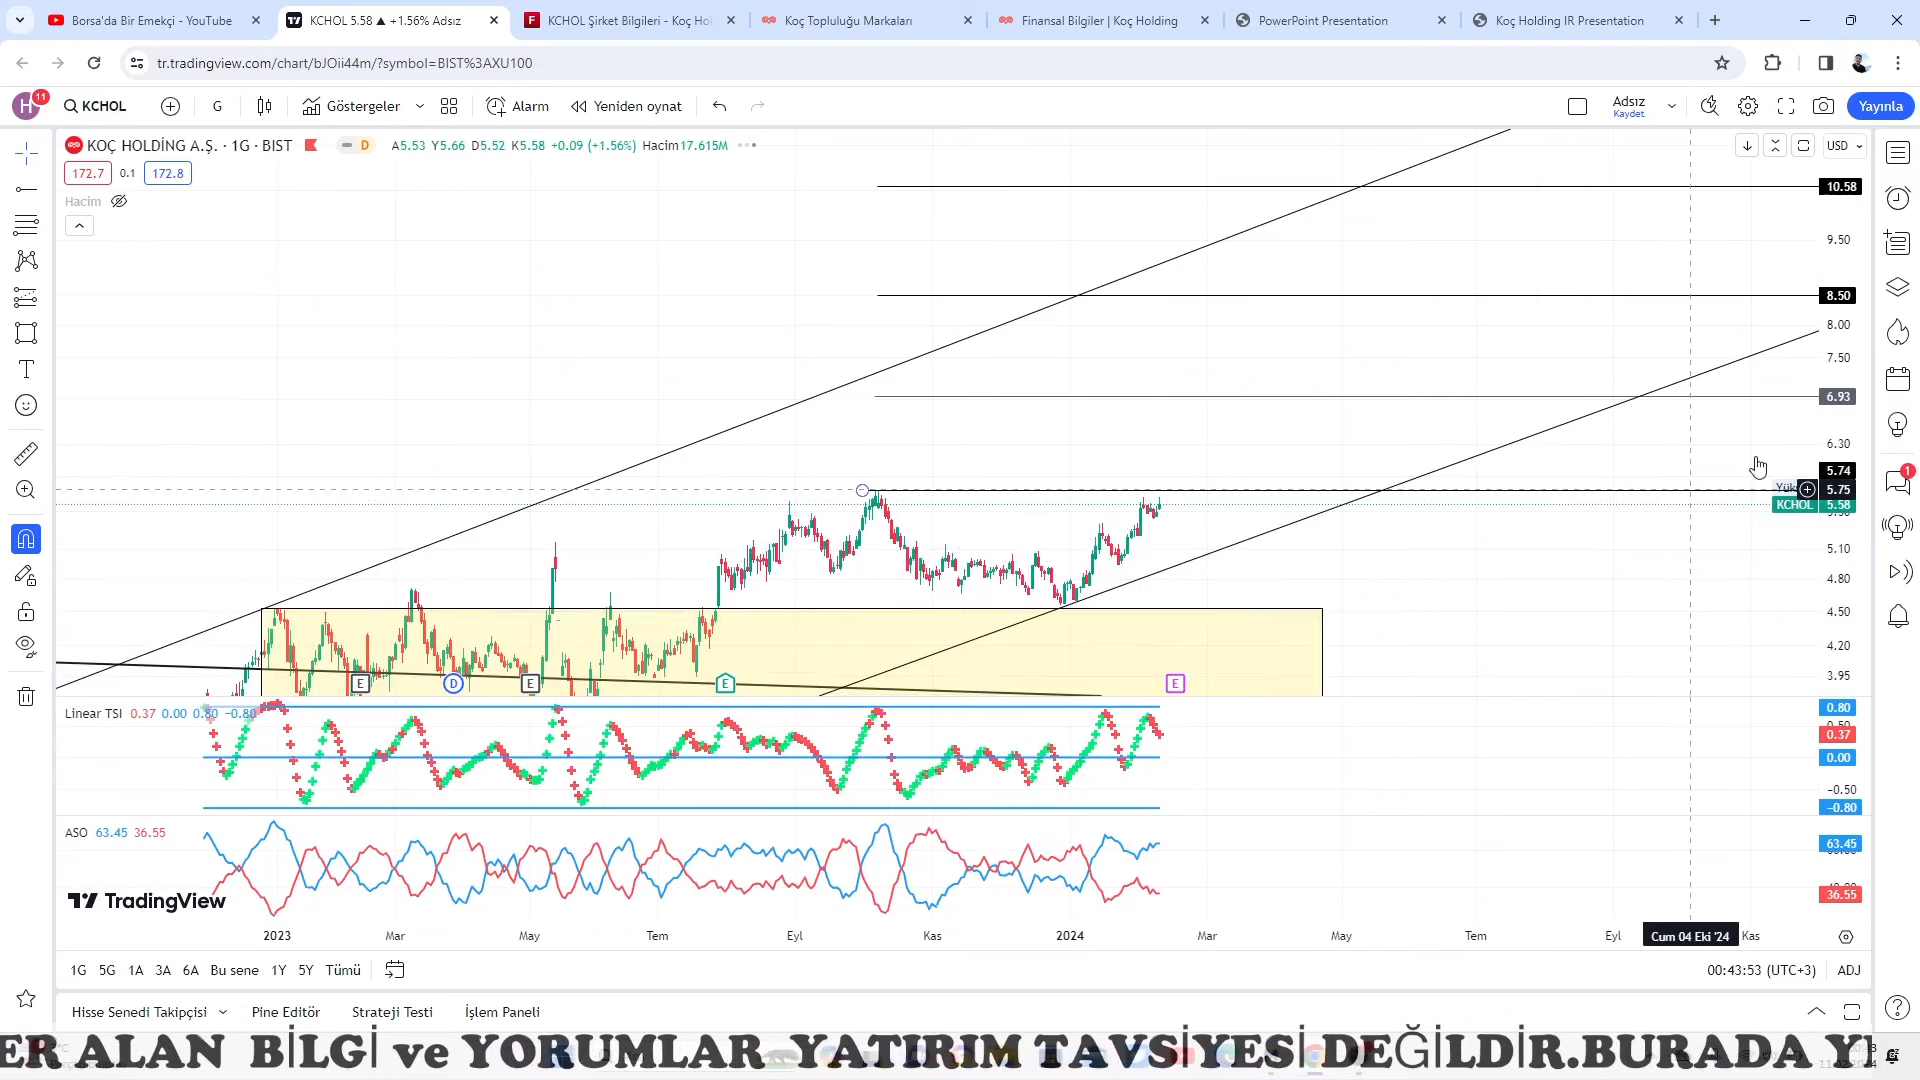 Borsa'da Bir Emekçi - YouTube
KCHOL 5.58 ▲ +1.56% Adsız
KCHOL Şirket Bilgileri - Koç Hol
Koç Topluluğu Markaları
Finansal Bilgiler | Koç Holding
PowerPoint Presentation
Koç Holding IR Presentation
tr.tradingview.com/chart/bJOii44m/?symbol=BIST%3AXU100
H 11
KCHOL
G
Göstergeler
Alarm
Yeniden oynat
Adsız
Kaydet
Yayınla
KOÇ HOLDİNG A.Ş. · 1G · BIST
D
A5.53 Y5.66 D5.52 K5.58 +0.09 (+1.56%) Hacim17.615M
USD
172.7 0.1 172.8
Hacim
10.58
9.50
8.50
8.00
7.50
6.93
6.30
5.74
5.75
KCHOL 5.58
5.10
4.80
4.50
4.20
3.95
E D E E E
Linear TSI 0.37 0.00 0.80 −0.80
0.80
0.37
0.00
−0.50
−0.80
ASO 63.45 36.55
63.45
36.55
TradingView
2023 Mar May Tem Eyl Kas 2024 Mar May Tem Eyl Cum 04 Eki '24 Kas
1G 5G 1A 3A 6A Bu sene 1Y 5Y Tümü
00:43:53 (UTC+3) ADJ
Hisse Senedi Takipçisi Pine Editör Strateji Testi İşlem Paneli
1
ER ALAN BİLGİ ve YORUMLAR YATIRIM TAVSİYESİ DEĞİLDİR.BURADA Y